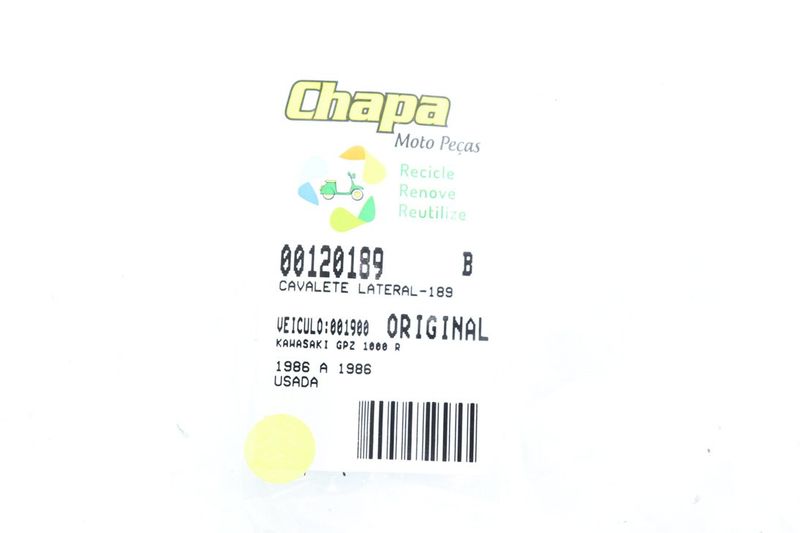 Chapa
Moto Peças
Recicle
Renove
Reutilize
00120189 B
CAVALETE LATERAL-189
VEICULO:001900 ORIGINAL
KAWASAKI GPZ 1000 R
1986 A 1986
USADA